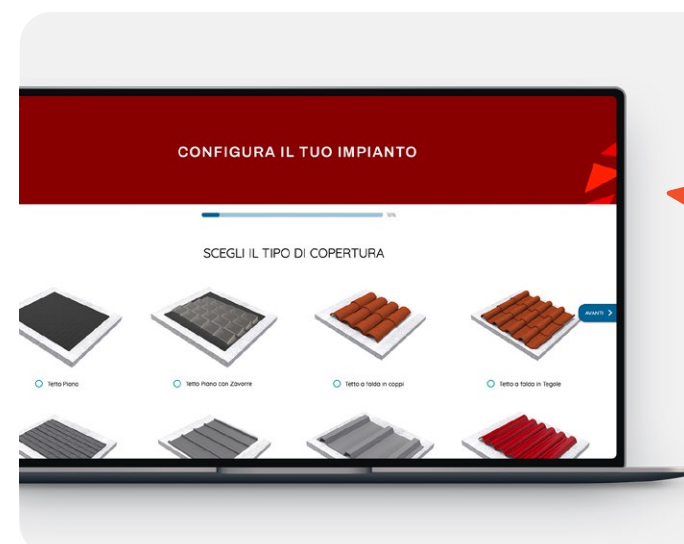 CONFIGURA IL TUO IMPIANTO
10%
SCEGLI IL TIPO DI COPERTURA
AVANTI
Tetto Piano
Tetto Piano con Zavorre
Tetto a falda in coppi
Tetto a falda in Tegole